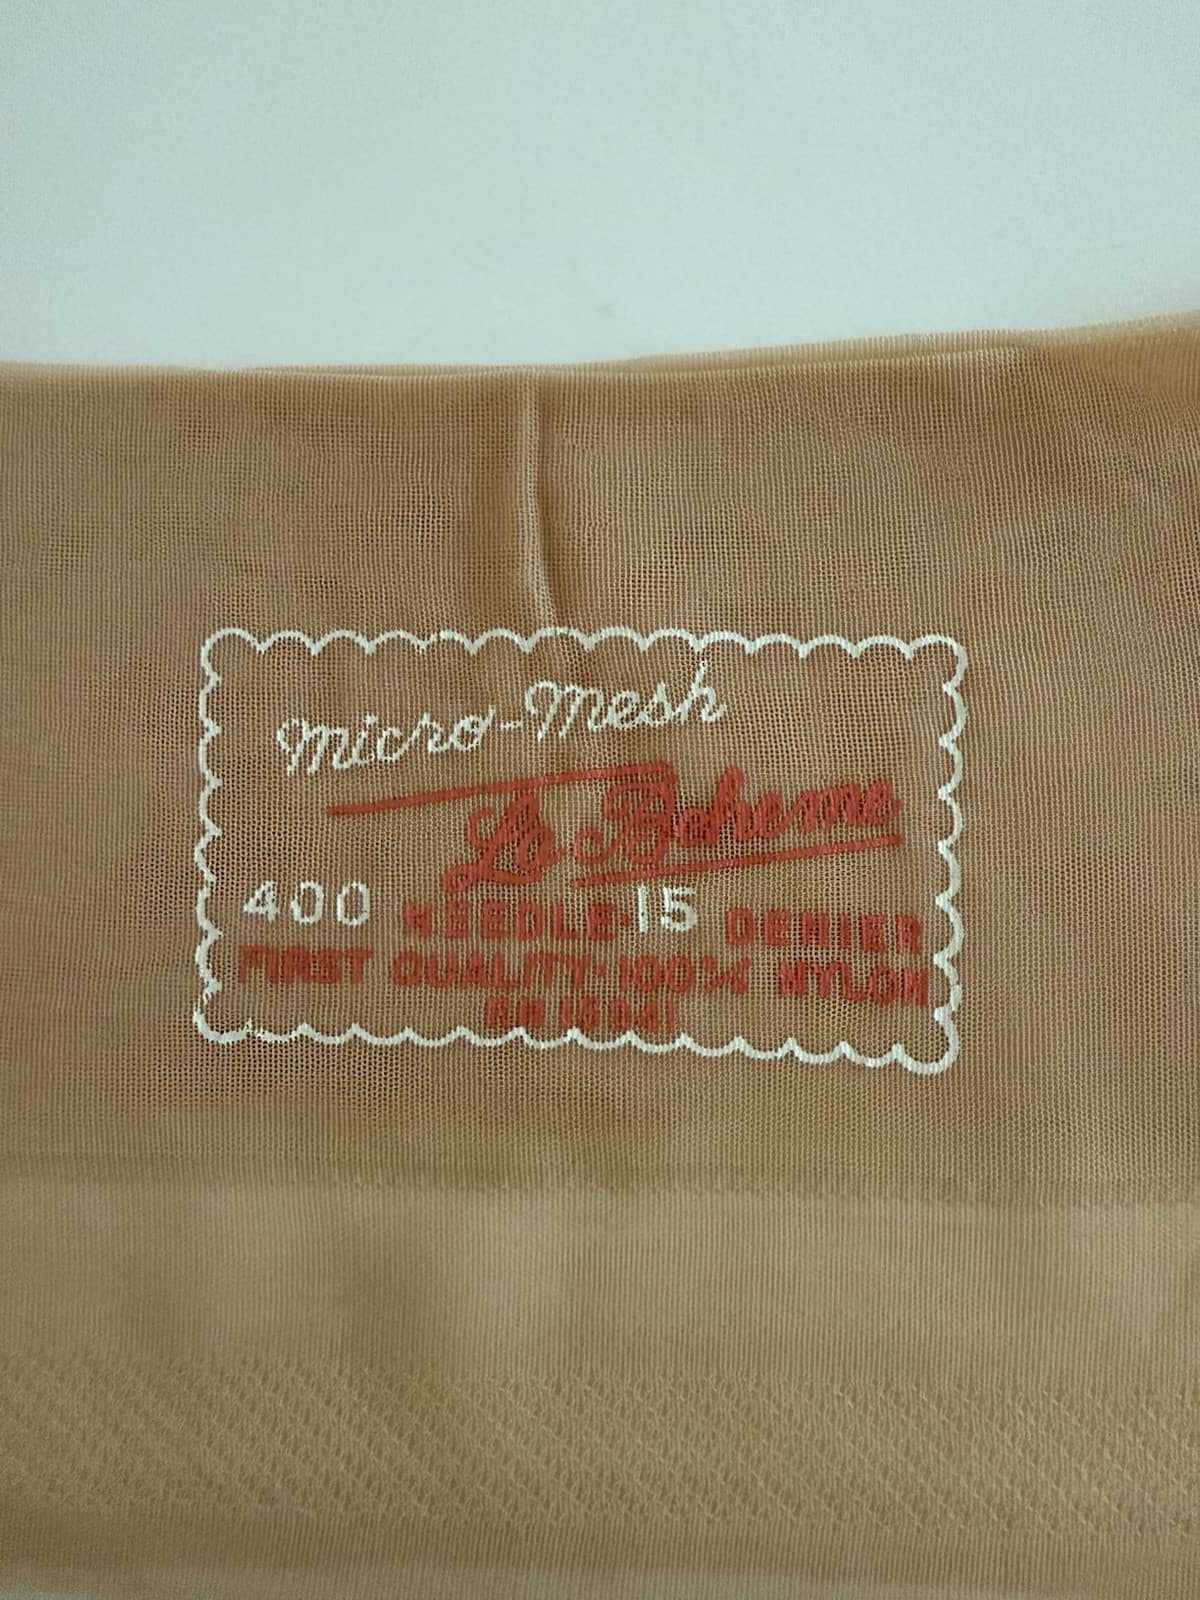 Micro-Mesh
La Boheme
400 NEEDLE·15 DENIER
FIRST QUALITY·100% NYLON
RN 15941